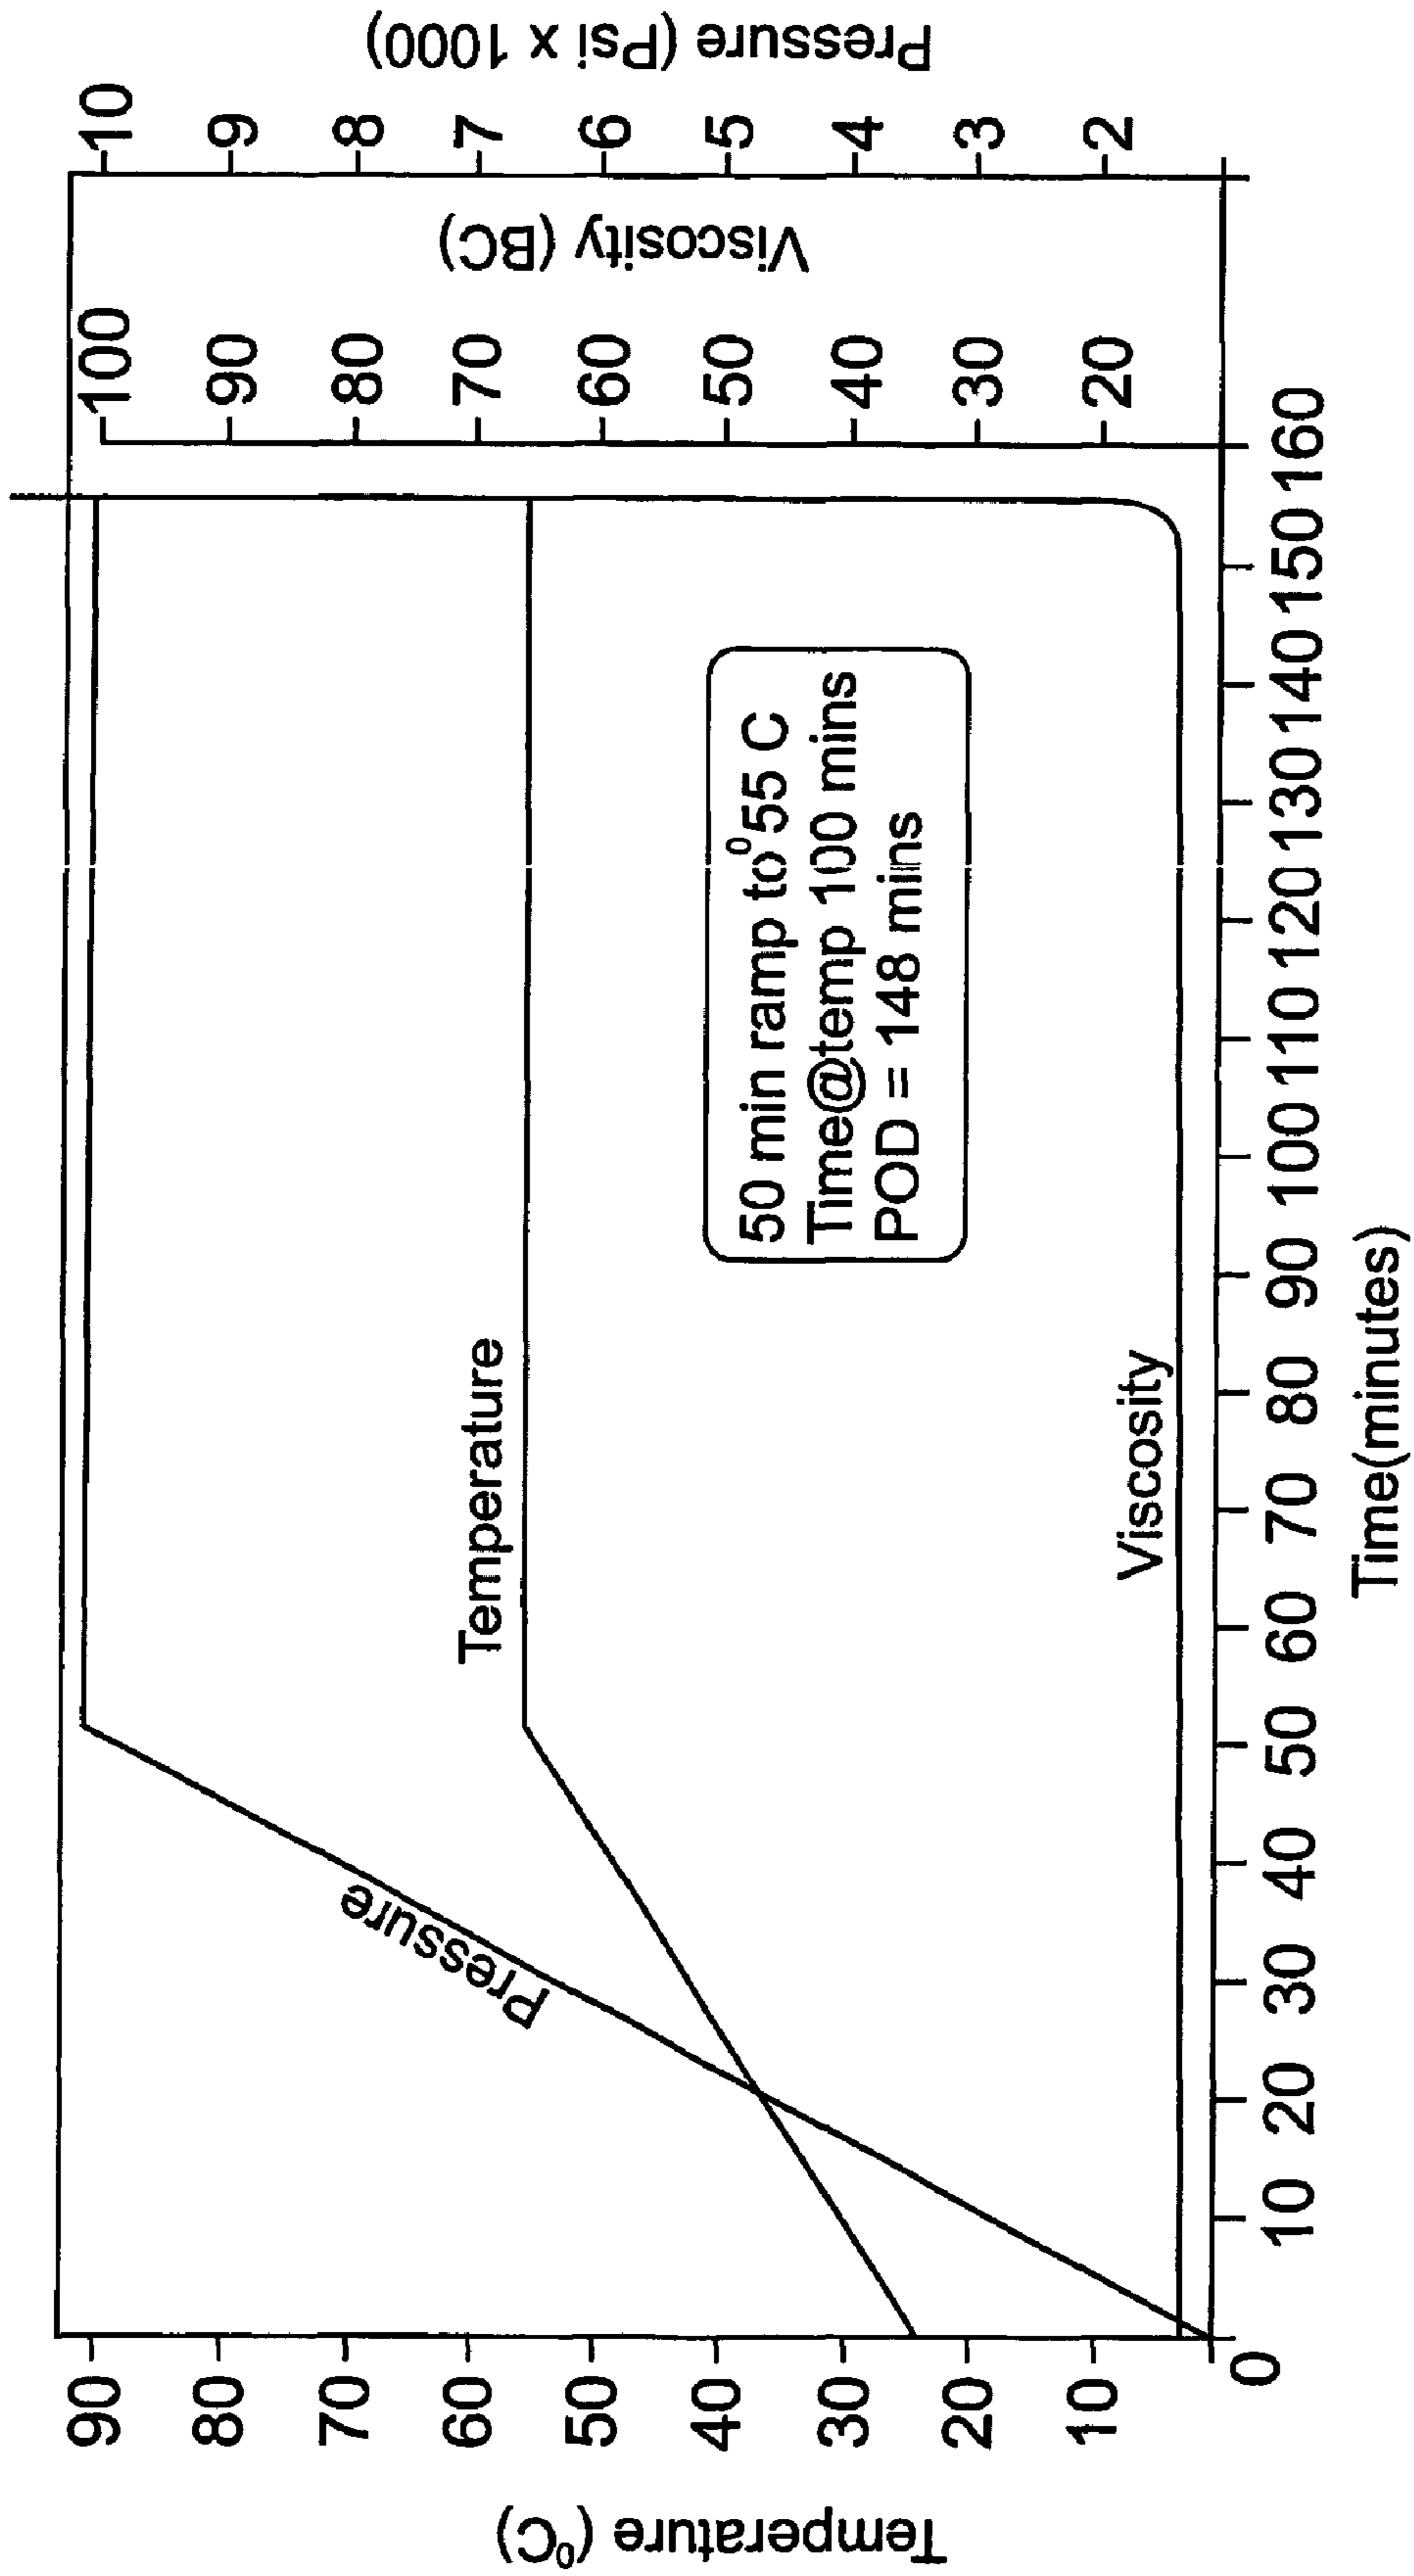 Temperature (⁰C)
90
80
70
60
50
40
30
20
10
0
Pressure
Temperature
Viscosity
50 min ramp to⁰55 C
Time@temp 100 mins
POD = 148 mins
100
90
80
70
60
50
40
30
20
Viscosity (BC)
10
9
8
7
6
5
4
3
2
Pressure (Psi x 1000)
10 20 30 40 50 60 70 80 90 100 110 120 130 140 150 160
Time(minutes)